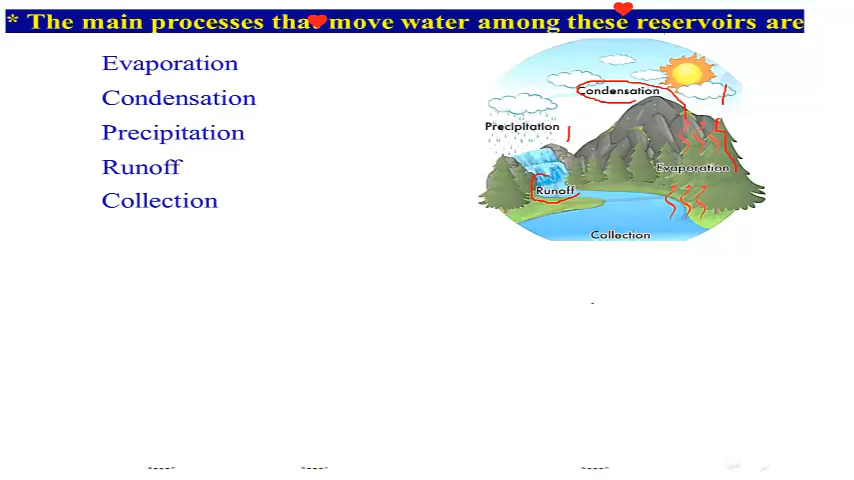 * The main processes that move water among these reservoirs are
Evaporation
Condensation
Precipitation
Runoff
Collection
Condensation
Precipitation
Evaporation
Runoff
Collection